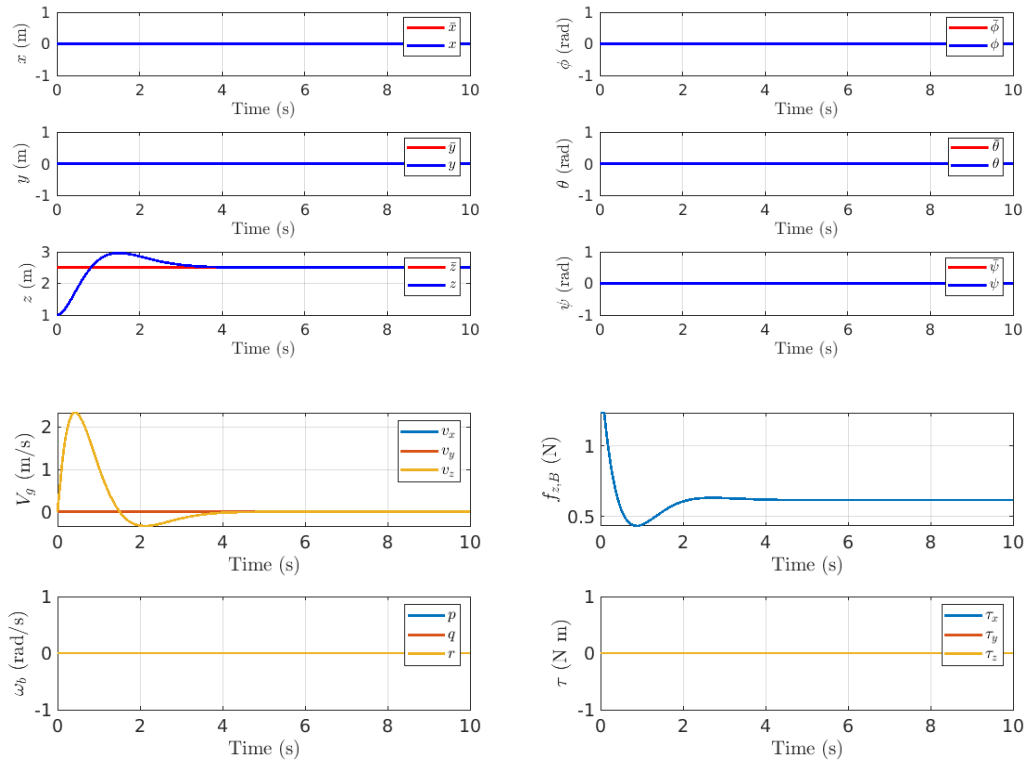 1
0
-1
x (m)
x̄
x
0 2 4 6 8 10
Time (s)
1
0
-1
ϕ (rad)
ϕ̄
ϕ
0 2 4 6 8 10
Time (s)
1
0
-1
y (m)
ȳ
y
0 2 4 6 8 10
Time (s)
1
0
-1
θ (rad)
θ̄
θ
0 2 4 6 8 10
Time (s)
3
2
1
z (m)
z̄
z
0 2 4 6 8 10
Time (s)
1
0
-1
ψ (rad)
ψ̄
ψ
0 2 4 6 8 10
Time (s)
2
1
0
V_g (m/s)
v_x
v_y
v_z
0 2 4 6 8 10
Time (s)
1
0.5
f_{z,B} (N)
0 2 4 6 8 10
Time (s)
1
0
-1
ω_b (rad/s)
p
q
r
0 2 4 6 8 10
Time (s)
1
0
-1
τ (N m)
τ_x
τ_y
τ_z
0 2 4 6 8 10
Time (s)